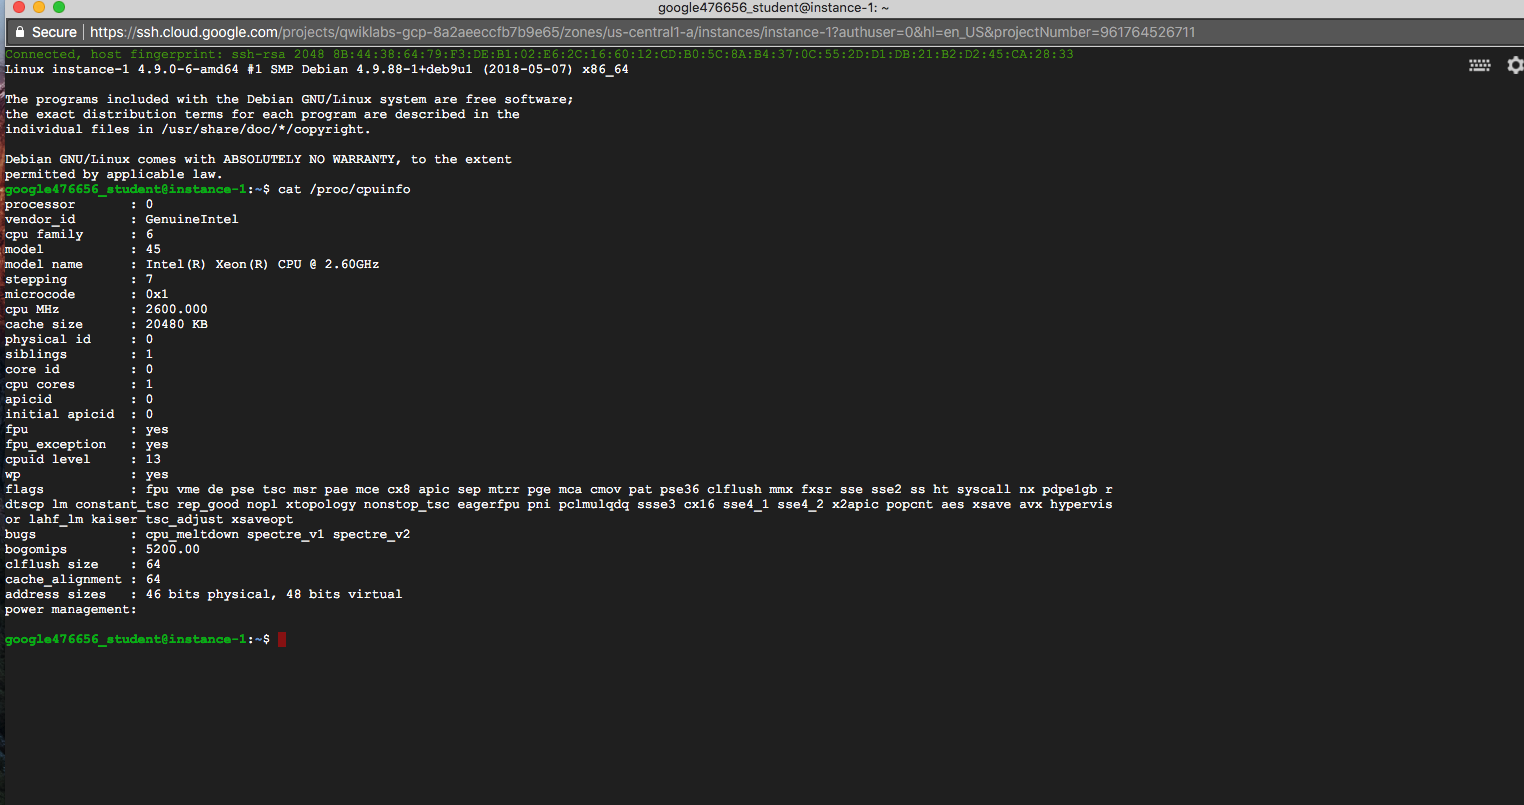 google476656_student@instance-1: ~
Secure | https://ssh.cloud.google.com/projects/qwiklabs-gcp-8a2aeeccfb7b9e65/zones/us-central1-a/instances/instance-1?authuser=0&hl=en_US&projectNumber=961764526711
Connected, host fingerprint: ssh-rsa 2048 8B:44:38:64:79:F3:DE:B1:02:E6:2C:16:60:12:CD:B0:5C:8A:B4:37:0C:55:2D:D1:DB:21:B2:D2:45:CA:28:33
Linux instance-1 4.9.0-6-amd64 #1 SMP Debian 4.9.88-1+deb9u1 (2018-05-07) x86_64
The programs included with the Debian GNU/Linux system are free software;
the exact distribution terms for each program are described in the
individual files in /usr/share/doc/*/copyright.
Debian GNU/Linux comes with ABSOLUTELY NO WARRANTY, to the extent
permitted by applicable law.
google476656_student@instance-1:~$ cat /proc/cpuinfo
processor : 0
vendor_id : GenuineIntel
cpu family : 6
model : 45
model name : Intel(R) Xeon(R) CPU @ 2.60GHz
stepping : 7
microcode : 0x1
cpu MHz : 2600.000
cache size : 20480 KB
physical id : 0
siblings : 1
core id : 0
cpu cores : 1
apicid : 0
initial apicid : 0
fpu : yes
fpu_exception : yes
cpuid level : 13
wp : yes
flags : fpu vme de pse tsc msr pae mce cx8 apic sep mtrr pge mca cmov pat pse36 clflush mmx fxsr sse sse2 ss ht syscall nx pdpe1gb r
dtscp lm constant_tsc rep_good nopl xtopology nonstop_tsc eagerfpu pni pclmulqdq ssse3 cx16 sse4_1 sse4_2 x2apic popcnt aes xsave avx hypervis
or lahf_lm kaiser tsc_adjust xsaveopt
bugs : cpu_meltdown spectre_v1 spectre_v2
bogomips : 5200.00
clflush size : 64
cache_alignment : 64
address sizes : 46 bits physical, 48 bits virtual
power management:
google476656_student@instance-1:~$